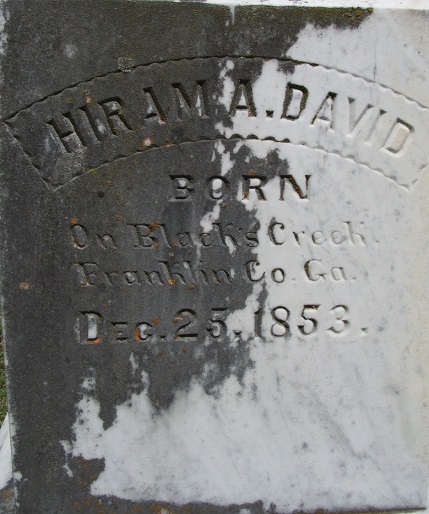 HIRAM A. DAVID
BORN
On Black's Creek.
Franklin Co. Ga.
DEC. 25, 1853.